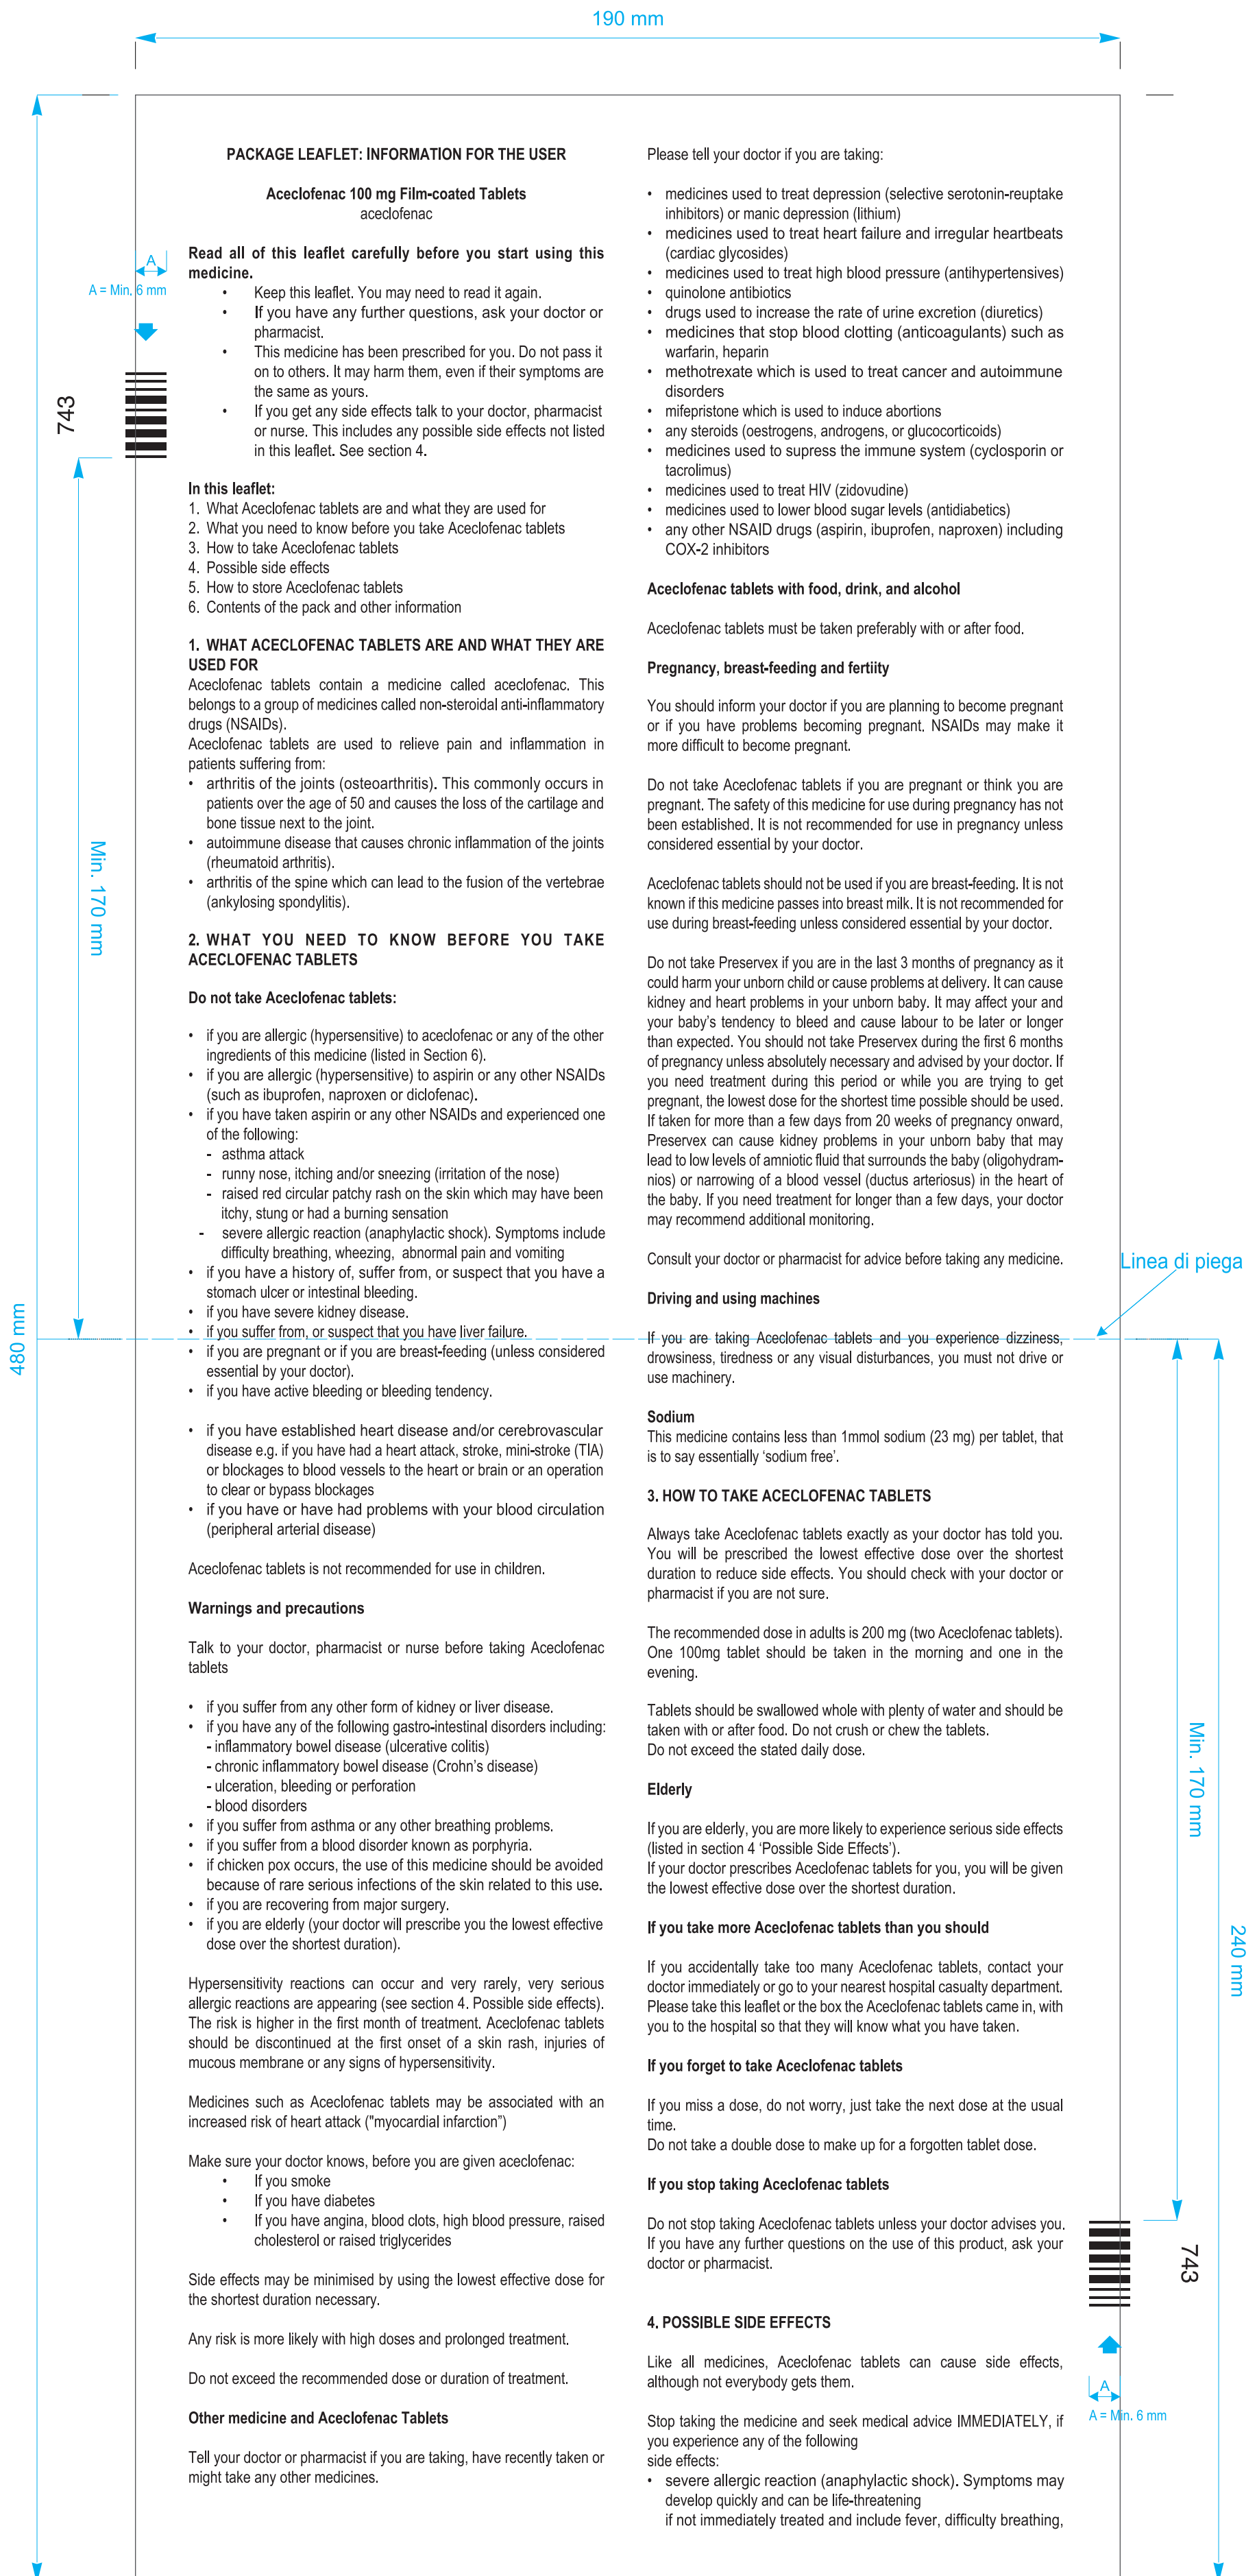 190 mm
PACKAGE LEAFLET: INFORMATION FOR THE USER
Aceclofenac 100 mg Film-coated Tablets
aceclofenac
Read all of this leaflet carefully before you start using this
medicine.
• Keep this leaflet. You may need to read it again.
• If you have any further questions, ask your doctor or
pharmacist.
• This medicine has been prescribed for you. Do not pass it
on to others. It may harm them, even if their symptoms are
the same as yours.
• If you get any side effects talk to your doctor, pharmacist
or nurse. This includes any possible side effects not listed
in this leaflet. See section 4.
In this leaflet:
1. What Aceclofenac tablets are and what they are used for
2. What you need to know before you take Aceclofenac tablets
3. How to take Aceclofenac tablets
4. Possible side effects
5. How to store Aceclofenac tablets
6. Contents of the pack and other information
1. WHAT ACECLOFENAC TABLETS ARE AND WHAT THEY ARE
USED FOR
Aceclofenac tablets contain a medicine called aceclofenac. This
belongs to a group of medicines called non-steroidal anti-inflammatory
drugs (NSAIDs).
Aceclofenac tablets are used to relieve pain and inflammation in
patients suffering from:
• arthritis of the joints (osteoarthritis). This commonly occurs in
patients over the age of 50 and causes the loss of the cartilage and
bone tissue next to the joint.
• autoimmune disease that causes chronic inflammation of the joints
(rheumatoid arthritis).
• arthritis of the spine which can lead to the fusion of the vertebrae
(ankylosing spondylitis).
2. WHAT YOU NEED TO KNOW BEFORE YOU TAKE
ACECLOFENAC TABLETS
Do not take Aceclofenac tablets:
• if you are allergic (hypersensitive) to aceclofenac or any of the other
ingredients of this medicine (listed in Section 6).
• if you are allergic (hypersensitive) to aspirin or any other NSAIDs
(such as ibuprofen, naproxen or diclofenac).
• if you have taken aspirin or any other NSAIDs and experienced one
of the following:
- asthma attack
- runny nose, itching and/or sneezing (irritation of the nose)
- raised red circular patchy rash on the skin which may have been
itchy, stung or had a burning sensation
- severe allergic reaction (anaphylactic shock). Symptoms include
difficulty breathing, wheezing, abnormal pain and vomiting
• if you have a history of, suffer from, or suspect that you have a
stomach ulcer or intestinal bleeding.
• if you have severe kidney disease.
• if you suffer from, or suspect that you have liver failure.
• if you are pregnant or if you are breast-feeding (unless considered
essential by your doctor).
• if you have active bleeding or bleeding tendency.
• if you have established heart disease and/or cerebrovascular
disease e.g. if you have had a heart attack, stroke, mini-stroke (TIA)
or blockages to blood vessels to the heart or brain or an operation
to clear or bypass blockages
• if you have or have had problems with your blood circulation
(peripheral arterial disease)
Aceclofenac tablets is not recommended for use in children.
Warnings and precautions
Talk to your doctor, pharmacist or nurse before taking Aceclofenac
tablets
• if you suffer from any other form of kidney or liver disease.
• if you have any of the following gastro-intestinal disorders including:
- inflammatory bowel disease (ulcerative colitis)
- chronic inflammatory bowel disease (Crohn's disease)
- ulceration, bleeding or perforation
- blood disorders
• if you suffer from asthma or any other breathing problems.
• if you suffer from a blood disorder known as porphyria.
• if chicken pox occurs, the use of this medicine should be avoided
because of rare serious infections of the skin related to this use.
• if you are recovering from major surgery.
• if you are elderly (your doctor will prescribe you the lowest effective
dose over the shortest duration).
Hypersensitivity reactions can occur and very rarely, very serious
allergic reactions are appearing (see section 4. Possible side effects).
The risk is higher in the first month of treatment. Aceclofenac tablets
should be discontinued at the first onset of a skin rash, injuries of
mucous membrane or any signs of hypersensitivity.
Medicines such as Aceclofenac tablets may be associated with an
increased risk of heart attack ("myocardial infarction”)
Make sure your doctor knows, before you are given aceclofenac:
• If you smoke
• If you have diabetes
• If you have angina, blood clots, high blood pressure, raised
cholesterol or raised triglycerides
Side effects may be minimised by using the lowest effective dose for
the shortest duration necessary.
Any risk is more likely with high doses and prolonged treatment.
Do not exceed the recommended dose or duration of treatment.
Other medicine and Aceclofenac Tablets
Tell your doctor or pharmacist if you are taking, have recently taken or
might take any other medicines.
Please tell your doctor if you are taking:
• medicines used to treat depression (selective serotonin-reuptake
inhibitors) or manic depression (lithium)
• medicines used to treat heart failure and irregular heartbeats
(cardiac glycosides)
• medicines used to treat high blood pressure (antihypertensives)
• quinolone antibiotics
• drugs used to increase the rate of urine excretion (diuretics)
• medicines that stop blood clotting (anticoagulants) such as
warfarin, heparin
• methotrexate which is used to treat cancer and autoimmune
disorders
• mifepristone which is used to induce abortions
• any steroids (oestrogens, androgens, or glucocorticoids)
• medicines used to supress the immune system (cyclosporin or
tacrolimus)
• medicines used to treat HIV (zidovudine)
• medicines used to lower blood sugar levels (antidiabetics)
• any other NSAID drugs (aspirin, ibuprofen, naproxen) including
COX-2 inhibitors
Aceclofenac tablets with food, drink, and alcohol
Aceclofenac tablets must be taken preferably with or after food.
Pregnancy, breast-feeding and fertiity
You should inform your doctor if you are planning to become pregnant
or if you have problems becoming pregnant. NSAIDs may make it
more difficult to become pregnant.
Do not take Aceclofenac tablets if you are pregnant or think you are
pregnant. The safety of this medicine for use during pregnancy has not
been established. It is not recommended for use in pregnancy unless
considered essential by your doctor.
Aceclofenac tablets should not be used if you are breast-feeding. It is not
known if this medicine passes into breast milk. It is not recommended for
use during breast-feeding unless considered essential by your doctor.
Do not take Preservex if you are in the last 3 months of pregnancy as it
could harm your unborn child or cause problems at delivery. It can cause
kidney and heart problems in your unborn baby. It may affect your and
your baby's tendency to bleed and cause labour to be later or longer
than expected. You should not take Preservex during the first 6 months
of pregnancy unless absolutely necessary and advised by your doctor. If
you need treatment during this period or while you are trying to get
pregnant, the lowest dose for the shortest time possible should be used.
If taken for more than a few days from 20 weeks of pregnancy onward,
Preservex can cause kidney problems in your unborn baby that may
lead to low levels of amniotic fluid that surrounds the baby (oligohydram-
nios) or narrowing of a blood vessel (ductus arteriosus) in the heart of
the baby. If you need treatment for longer than a few days, your doctor
may recommend additional monitoring.
Consult your doctor or pharmacist for advice before taking any medicine.
Driving and using machines
If you are taking Aceclofenac tablets and you experience dizziness,
drowsiness, tiredness or any visual disturbances, you must not drive or
use machinery.
Sodium
This medicine contains less than 1mmol sodium (23 mg) per tablet, that
is to say essentially ‘sodium free’.
3. HOW TO TAKE ACECLOFENAC TABLETS
Always take Aceclofenac tablets exactly as your doctor has told you.
You will be prescribed the lowest effective dose over the shortest
duration to reduce side effects. You should check with your doctor or
pharmacist if you are not sure.
The recommended dose in adults is 200 mg (two Aceclofenac tablets).
One 100mg tablet should be taken in the morning and one in the
evening.
Tablets should be swallowed whole with plenty of water and should be
taken with or after food. Do not crush or chew the tablets.
Do not exceed the stated daily dose.
Elderly
If you are elderly, you are more likely to experience serious side effects
(listed in section 4 ‘Possible Side Effects’).
If your doctor prescribes Aceclofenac tablets for you, you will be given
the lowest effective dose over the shortest duration.
If you take more Aceclofenac tablets than you should
If you accidentally take too many Aceclofenac tablets, contact your
doctor immediately or go to your nearest hospital casualty department.
Please take this leaflet or the box the Aceclofenac tablets came in, with
you to the hospital so that they will know what you have taken.
If you forget to take Aceclofenac tablets
If you miss a dose, do not worry, just take the next dose at the usual
time.
Do not take a double dose to make up for a forgotten tablet dose.
If you stop taking Aceclofenac tablets
Do not stop taking Aceclofenac tablets unless your doctor advises you.
If you have any further questions on the use of this product, ask your
doctor or pharmacist.
4. POSSIBLE SIDE EFFECTS
Like all medicines, Aceclofenac tablets can cause side effects,
although not everybody gets them.
Stop taking the medicine and seek medical advice IMMEDIATELY, if
you experience any of the following
side effects:
• severe allergic reaction (anaphylactic shock). Symptoms may
develop quickly and can be life-threatening
if not immediately treated and include fever, difficulty breathing,
A
A = Min. 6 mm
743
Min. 170 mm
480 mm
Linea di piega
Min. 170 mm
240 mm
743
A
A = Min. 6 mm